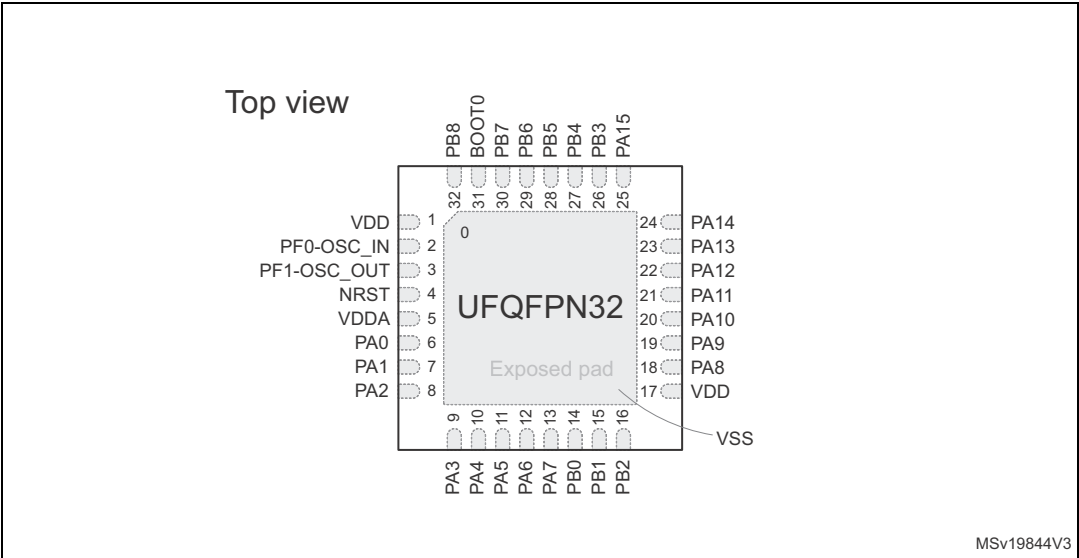 Top view
PB8
BOOT0
PB7
PB6
PB5
PB4
PB3
PA15
32
31
30
29
28
27
26
25
VDD 1
PF0-OSC_IN 2
PF1-OSC_OUT 3
NRST 4
VDDA 5
PA0 6
PA1 7
PA2 8
0
UFQFPN32
Exposed pad
24 PA14
23 PA13
22 PA12
21 PA11
20 PA10
19 PA9
18 PA8
17 VDD
VSS
9
10
11
12
13
14
15
16
PA3
PA4
PA5
PA6
PA7
PB0
PB1
PB2
MSv19844V3